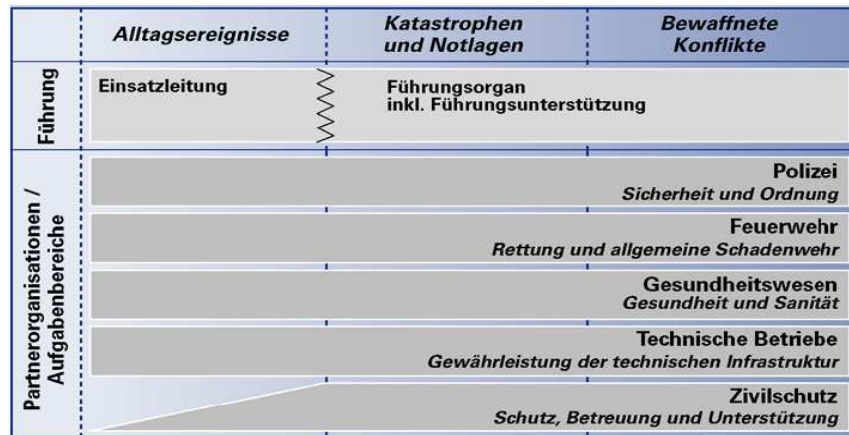 Alltagsereignisse
Katastrophen
und Notlagen
Bewaffnete
Konflikte
Führung
Einsatzleitung
Führungsorgan
inkl. Führungsunterstützung
Partnerorganisationen /
Aufgabenbereiche
Polizei
Sicherheit und Ordnung
Feuerwehr
Rettung und allgemeine Schadenwehr
Gesundheitswesen
Gesundheit und Sanität
Technische Betriebe
Gewährleistung der technischen Infrastruktur
Zivilschutz
Schutz, Betreuung und Unterstützung